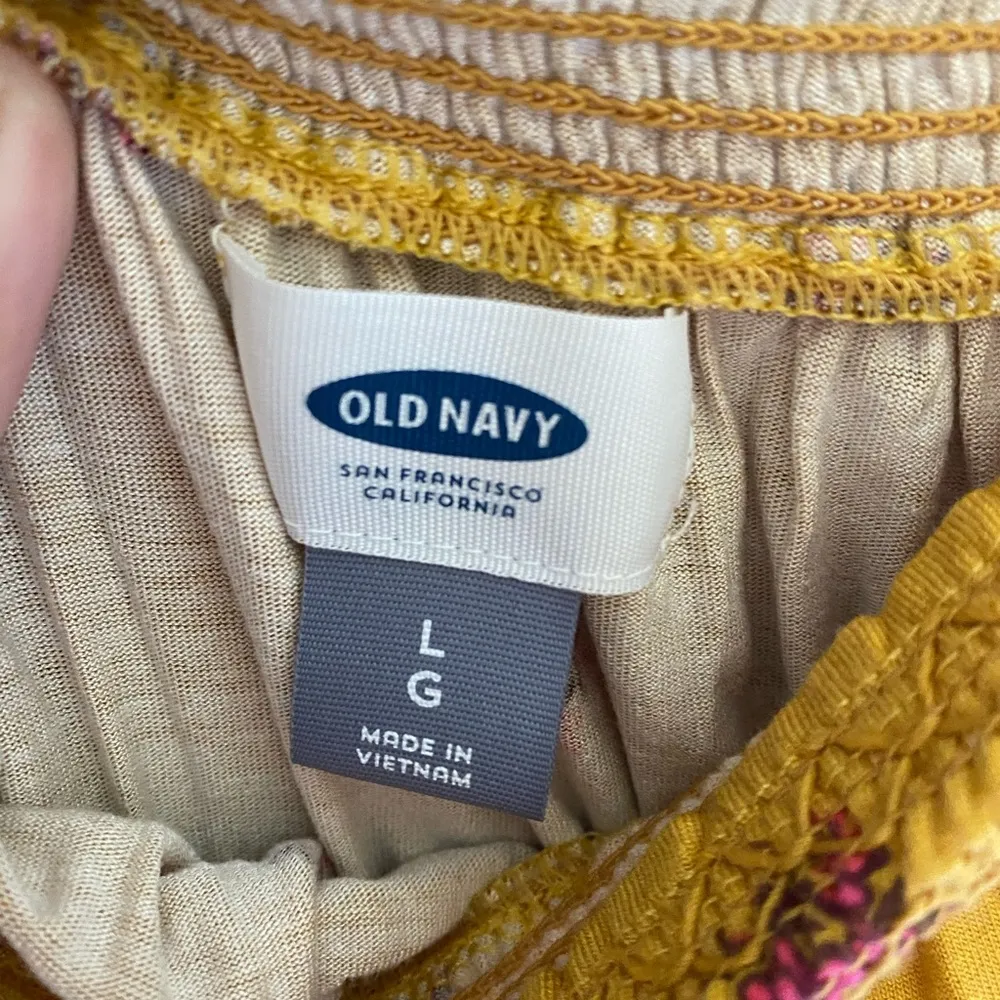 OLD NAVY
SAN FRANCISCO
CALIFORNIA
L
G
MADE IN
VIETNAM